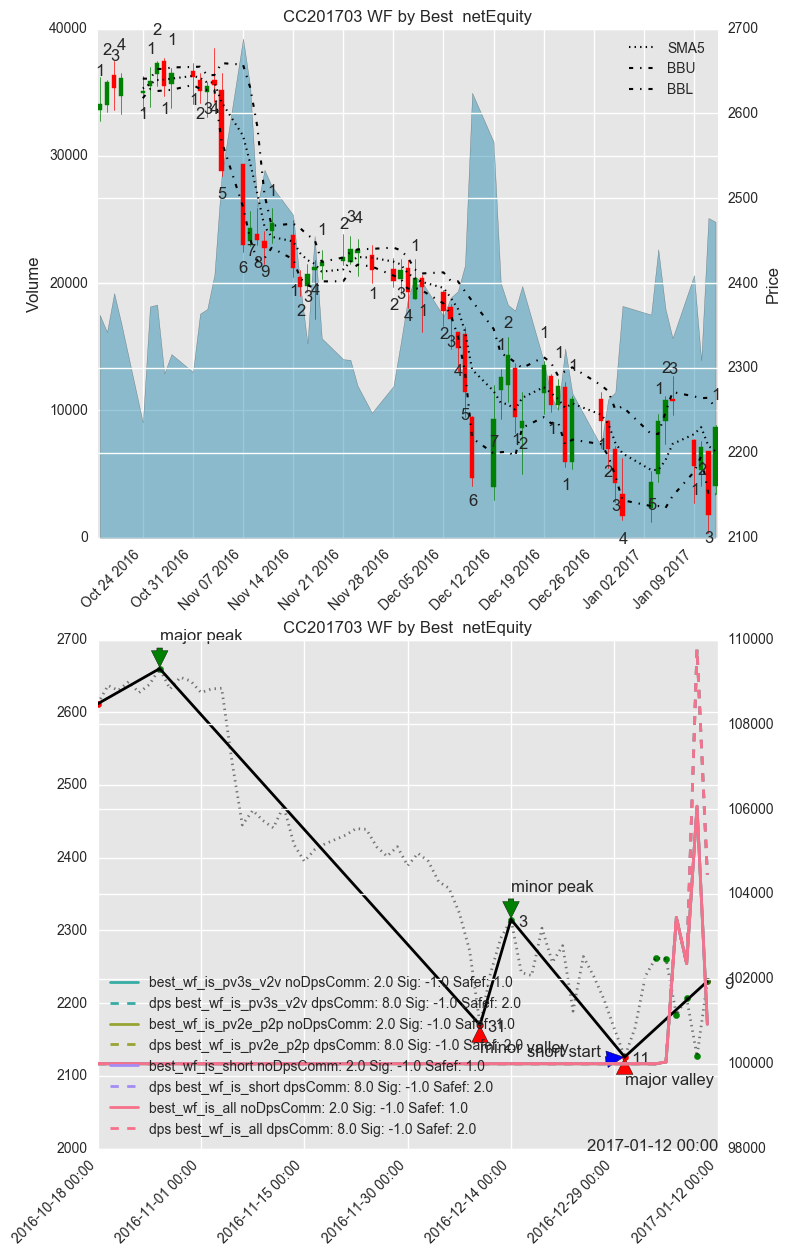 CC201703 WF by Best netEquity
40000
30000
20000
10000
0
Volume
2700
2600
2500
2400
2300
2200
2100
Price
SMA5
BBU
BBL
Oct 24 2016
Oct 31 2016
Nov 07 2016
Nov 14 2016
Nov 21 2016
Nov 28 2016
Dec 05 2016
Dec 12 2016
Dec 19 2016
Dec 26 2016
Jan 02 2017
Jan 09 2017
CC201703 WF by Best netEquity
major peak
2700
2600
2500
2400
2300
2200
2100
2000
110000
108000
106000
104000
102000
100000
98000
minor peak
3
31
minor valley
short start
11
major valley
9
best_wf_is_pv3s_v2v noDpsComm: 2.0 Sig: -1.0 Safef: 1.0
dps best_wf_is_pv3s_v2v dpsComm: 8.0 Sig: -1.0 Safef: 2.0
best_wf_is_pv2e_p2p noDpsComm: 2.0 Sig: -1.0 Safef: 1.0
dps best_wf_is_pv2e_p2p dpsComm: 8.0 Sig: -1.0 Safef: 2.0
best_wf_is_short noDpsComm: 2.0 Sig: -1.0 Safef: 1.0
dps best_wf_is_short dpsComm: 8.0 Sig: -1.0 Safef: 2.0
best_wf_is_all noDpsComm: 2.0 Sig: -1.0 Safef: 1.0
dps best_wf_is_all dpsComm: 8.0 Sig: -1.0 Safef: 2.0
2017-01-12 00:00
2016-10-18 00:00
2016-11-01 00:00
2016-11-15 00:00
2016-11-30 00:00
2016-12-14 00:00
2016-12-29 00:00
2017-01-12 00:00